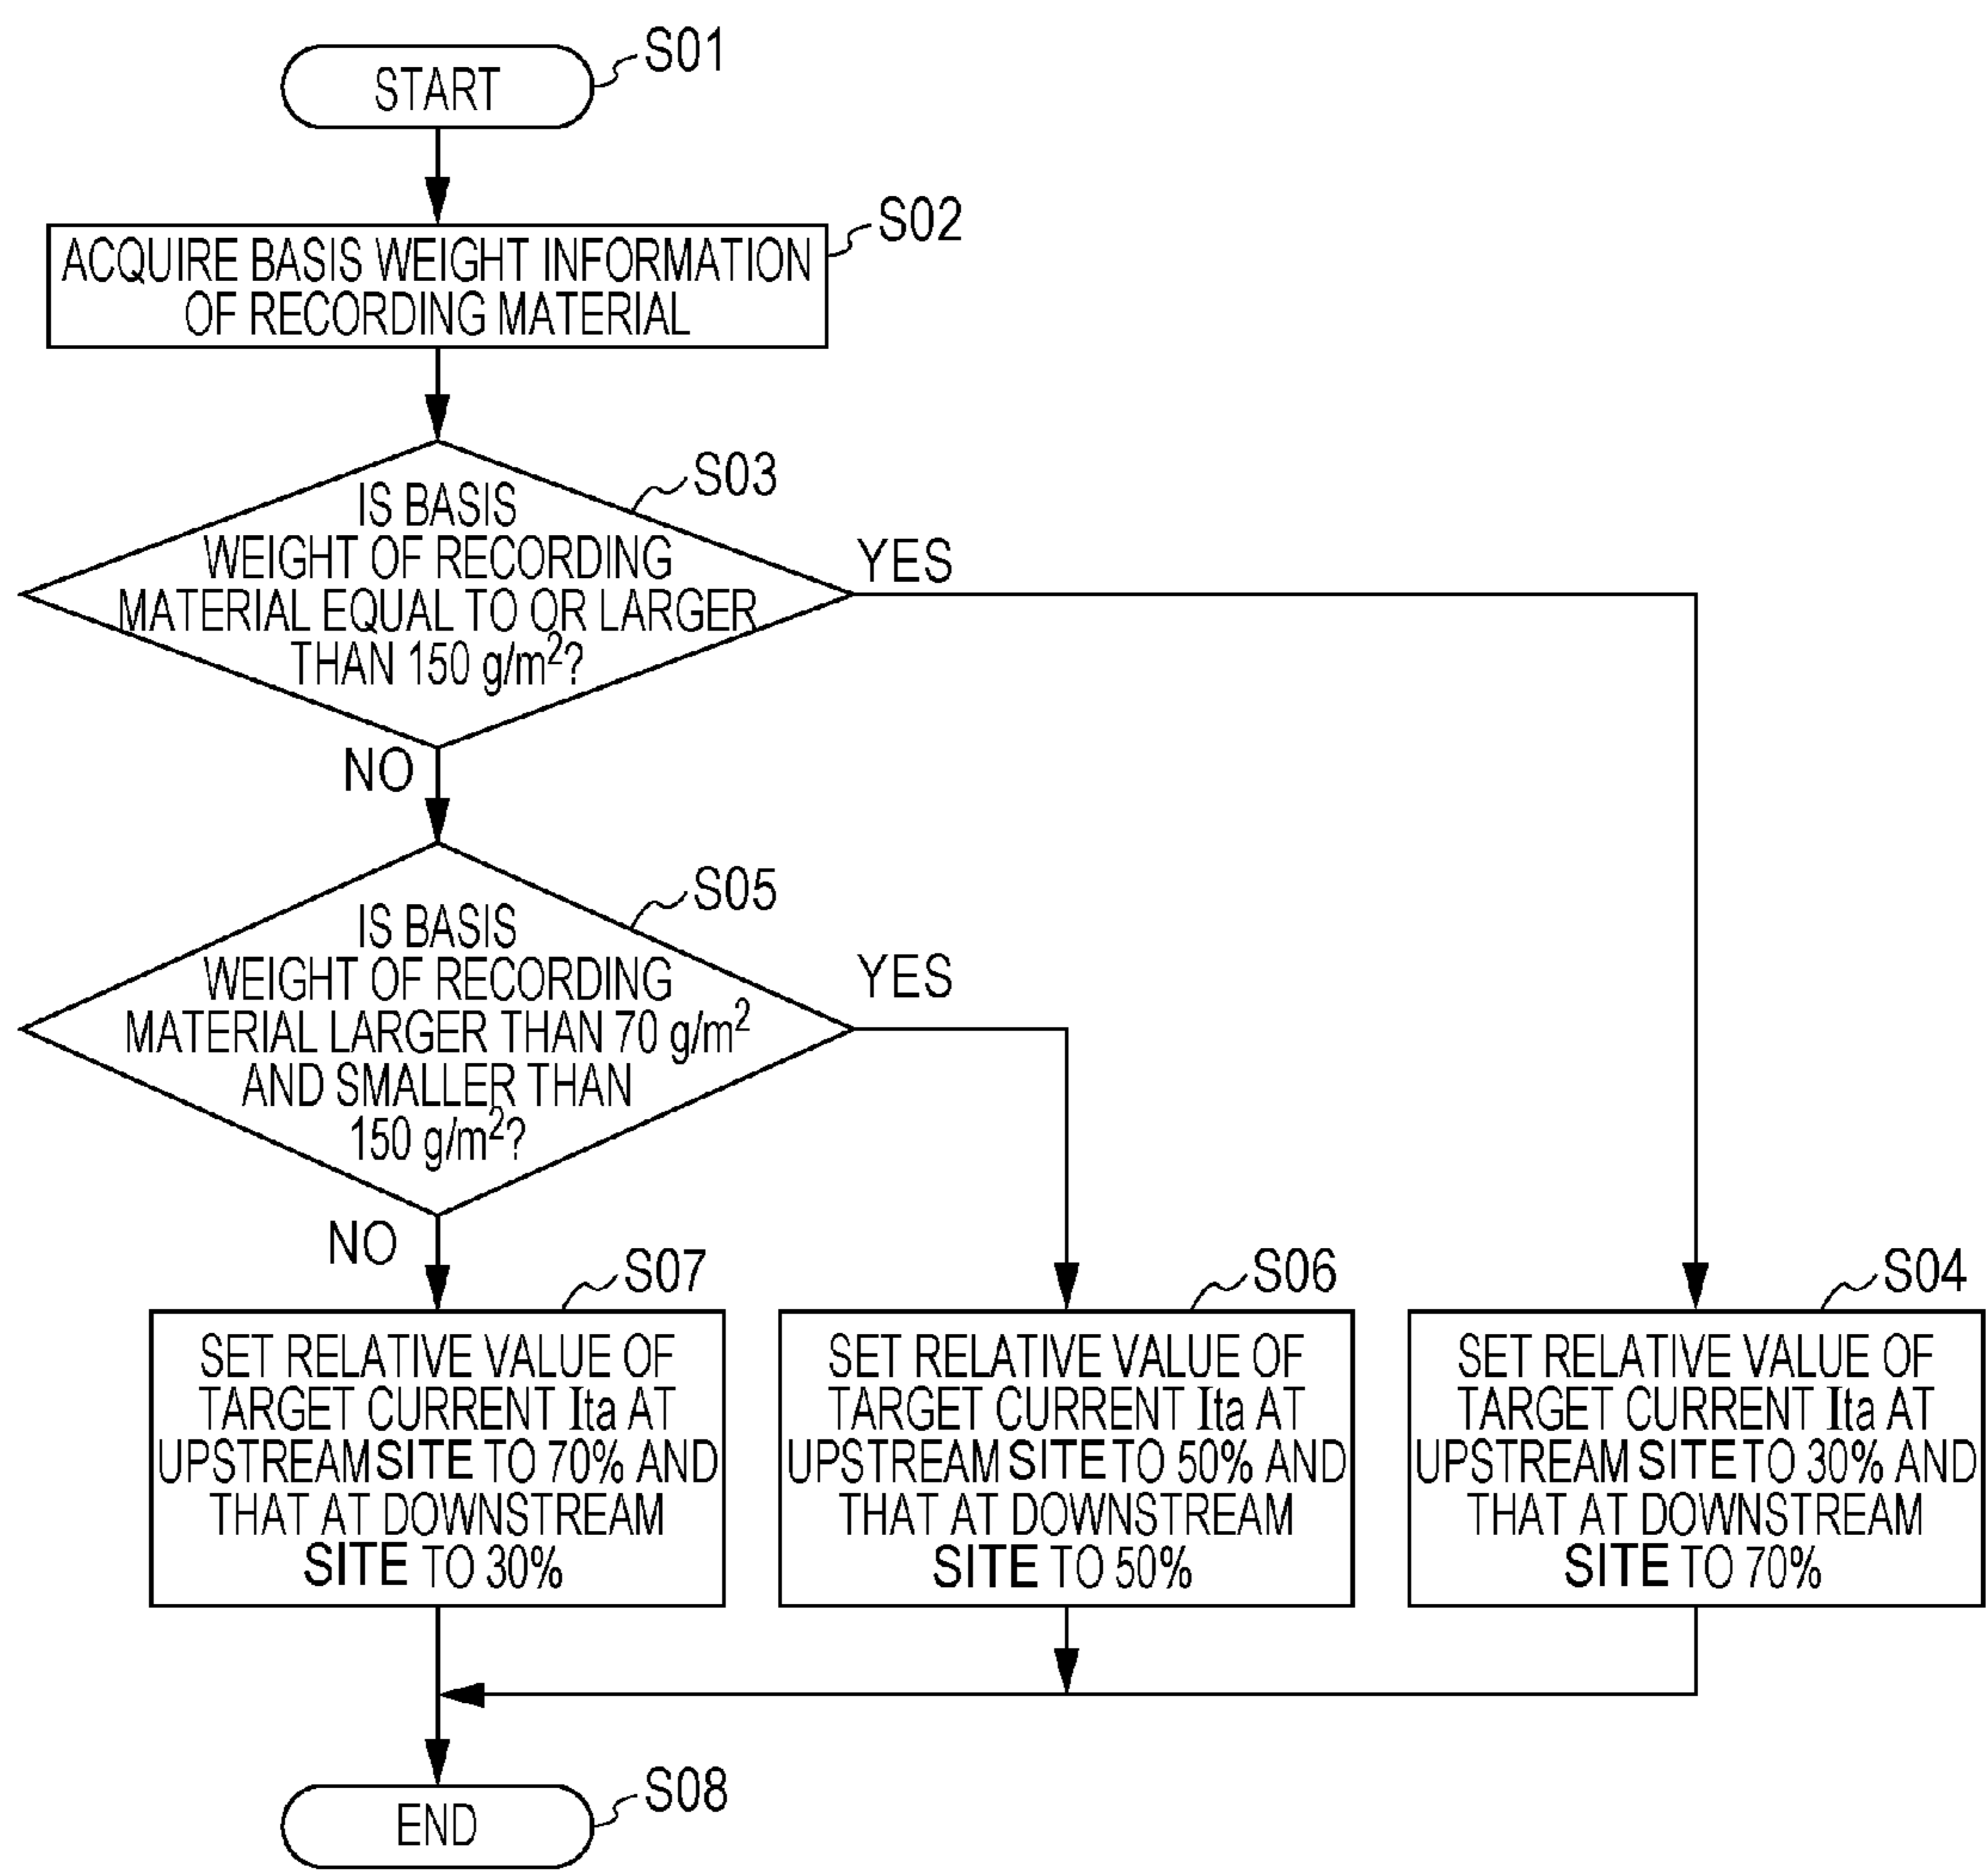 START
S01
ACQUIRE BASIS WEIGHT INFORMATION
OF RECORDING MATERIAL
S02
IS BASIS
WEIGHT OF RECORDING
MATERIAL EQUAL TO OR LARGER
THAN 150 g/m²?
S03
YES
NO
IS BASIS
WEIGHT OF RECORDING
MATERIAL LARGER THAN 70 g/m²
AND SMALLER THAN
150 g/m²?
S05
YES
NO
S07
SET RELATIVE VALUE OF
TARGET CURRENT Ita AT
UPSTREAM SITE TO 70% AND
THAT AT DOWNSTREAM
SITE TO 30%
S06
SET RELATIVE VALUE OF
TARGET CURRENT Ita AT
UPSTREAM SITE TO 50% AND
THAT AT DOWNSTREAM
SITE TO 50%
S04
SET RELATIVE VALUE OF
TARGET CURRENT Ita AT
UPSTREAM SITE TO 30% AND
THAT AT DOWNSTREAM
SITE TO 70%
END
S08